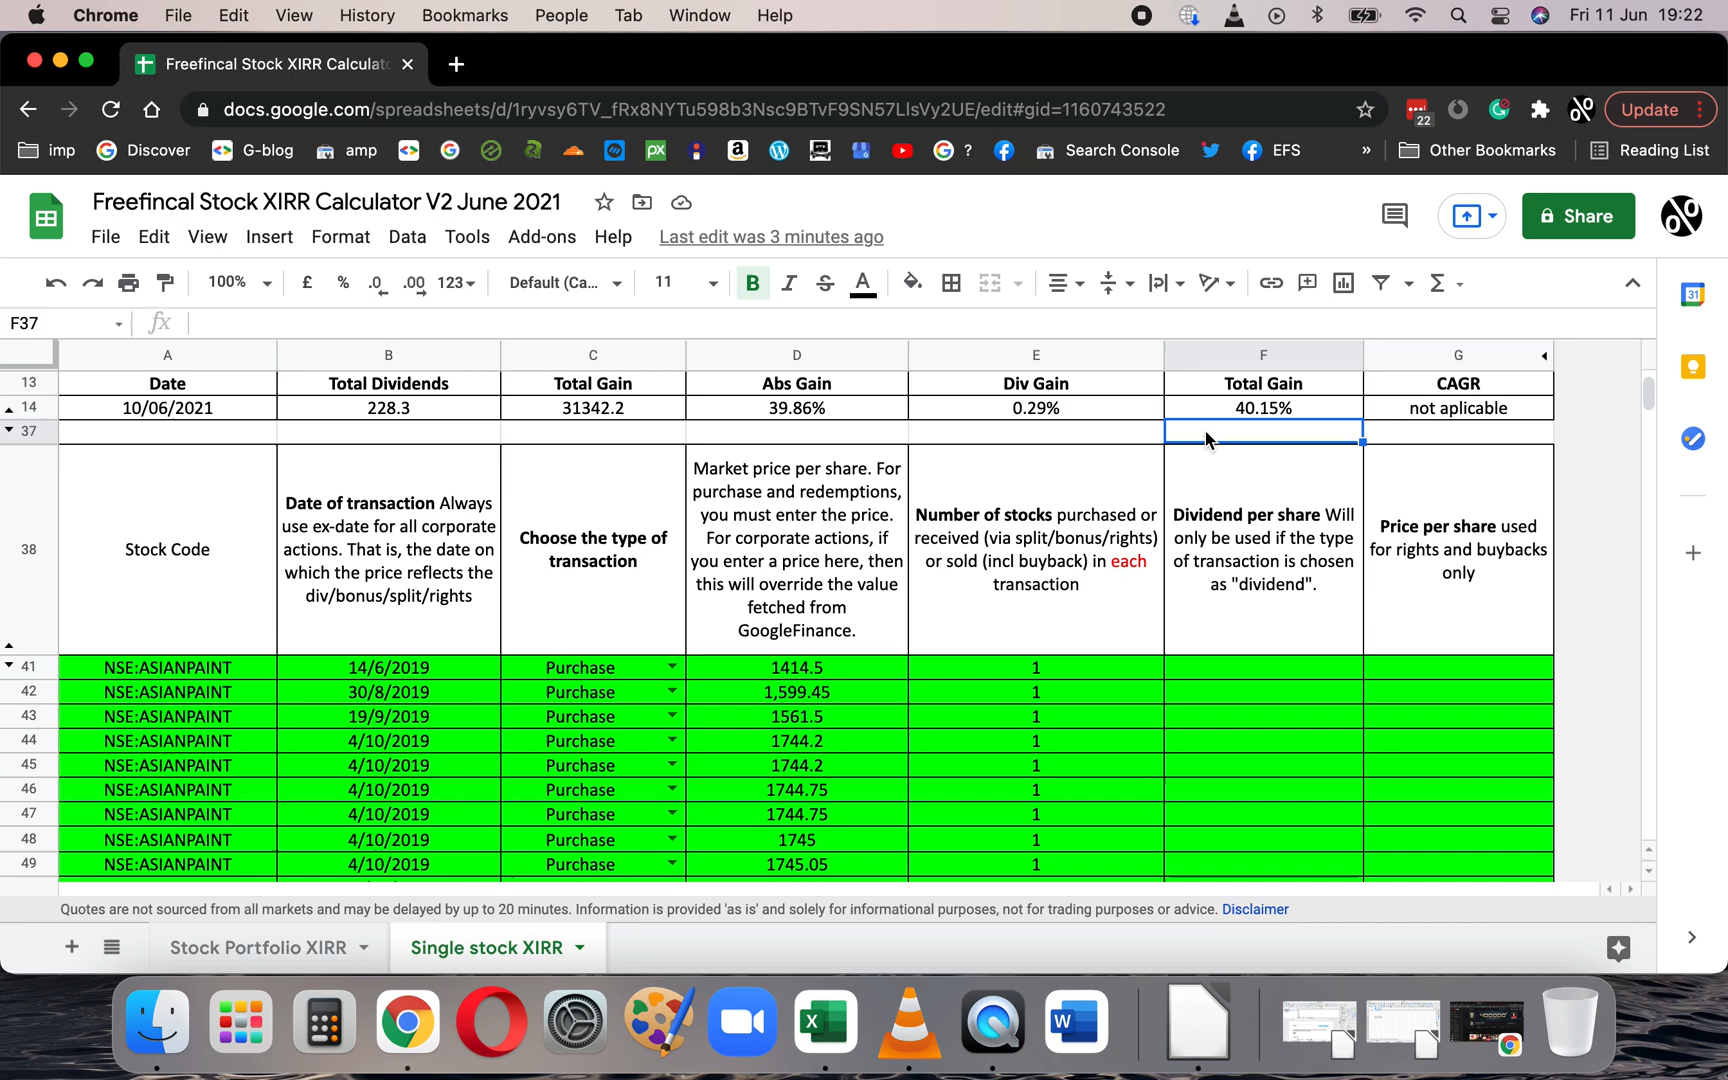 Chrome File Edit View History Bookmarks People Tab Window Help Fri 11 Jun 19:22
Freefincal Stock XIRR Calculat
docs.google.com/spreadsheets/d/1ryvsy6TV_fRx8NYTu598b3Nsc9BTvF9SN57LlsVy2UE/edit#gid=1160743522 22 Update
imp Discover G-blog amp ? Search Console EFS » Other Bookmarks Reading List
Freefincal Stock XIRR Calculator V2 June 2021
Share
File Edit View Insert Format Data Tools Add-ons Help Last edit was 3 minutes ago
100% £ % .0 .00 123 Default (Ca... 11 B I S A Σ
31
F37 fx
A B C D E F G
13 Date Total Dividends Total Gain Abs Gain Div Gain Total Gain CAGR
14 10/06/2021 228.3 31342.2 39.86% 0.29% 40.15% not aplicable
37
38
Stock Code
Date of transaction Always
use ex-date for all corporate
actions. That is, the date on
which the price reflects the
div/bonus/split/rights
Choose the type of
transaction
Market price per share. For
purchase and redemptions,
you must enter the price.
For corporate actions, if
you enter a price here, then
this will override the value
fetched from
GoogleFinance.
Number of stocks purchased or
received (via split/bonus/rights)
or sold (incl buyback) in each
transaction
Dividend per share Will
only be used if the type
of transaction is chosen
as "dividend".
Price per share used
for rights and buybacks
only
41 NSE:ASIANPAINT 14/6/2019 Purchase 1414.5 1
42 NSE:ASIANPAINT 30/8/2019 Purchase 1,599.45 1
43 NSE:ASIANPAINT 19/9/2019 Purchase 1561.5 1
44 NSE:ASIANPAINT 4/10/2019 Purchase 1744.2 1
45 NSE:ASIANPAINT 4/10/2019 Purchase 1744.2 1
46 NSE:ASIANPAINT 4/10/2019 Purchase 1744.75 1
47 NSE:ASIANPAINT 4/10/2019 Purchase 1744.75 1
48 NSE:ASIANPAINT 4/10/2019 Purchase 1745 1
49 NSE:ASIANPAINT 4/10/2019 Purchase 1745.05 1
Quotes are not sourced from all markets and may be delayed by up to 20 minutes. Information is provided 'as is' and solely for informational purposes, not for trading purposes or advice. Disclaimer
Stock Portfolio XIRR Single stock XIRR